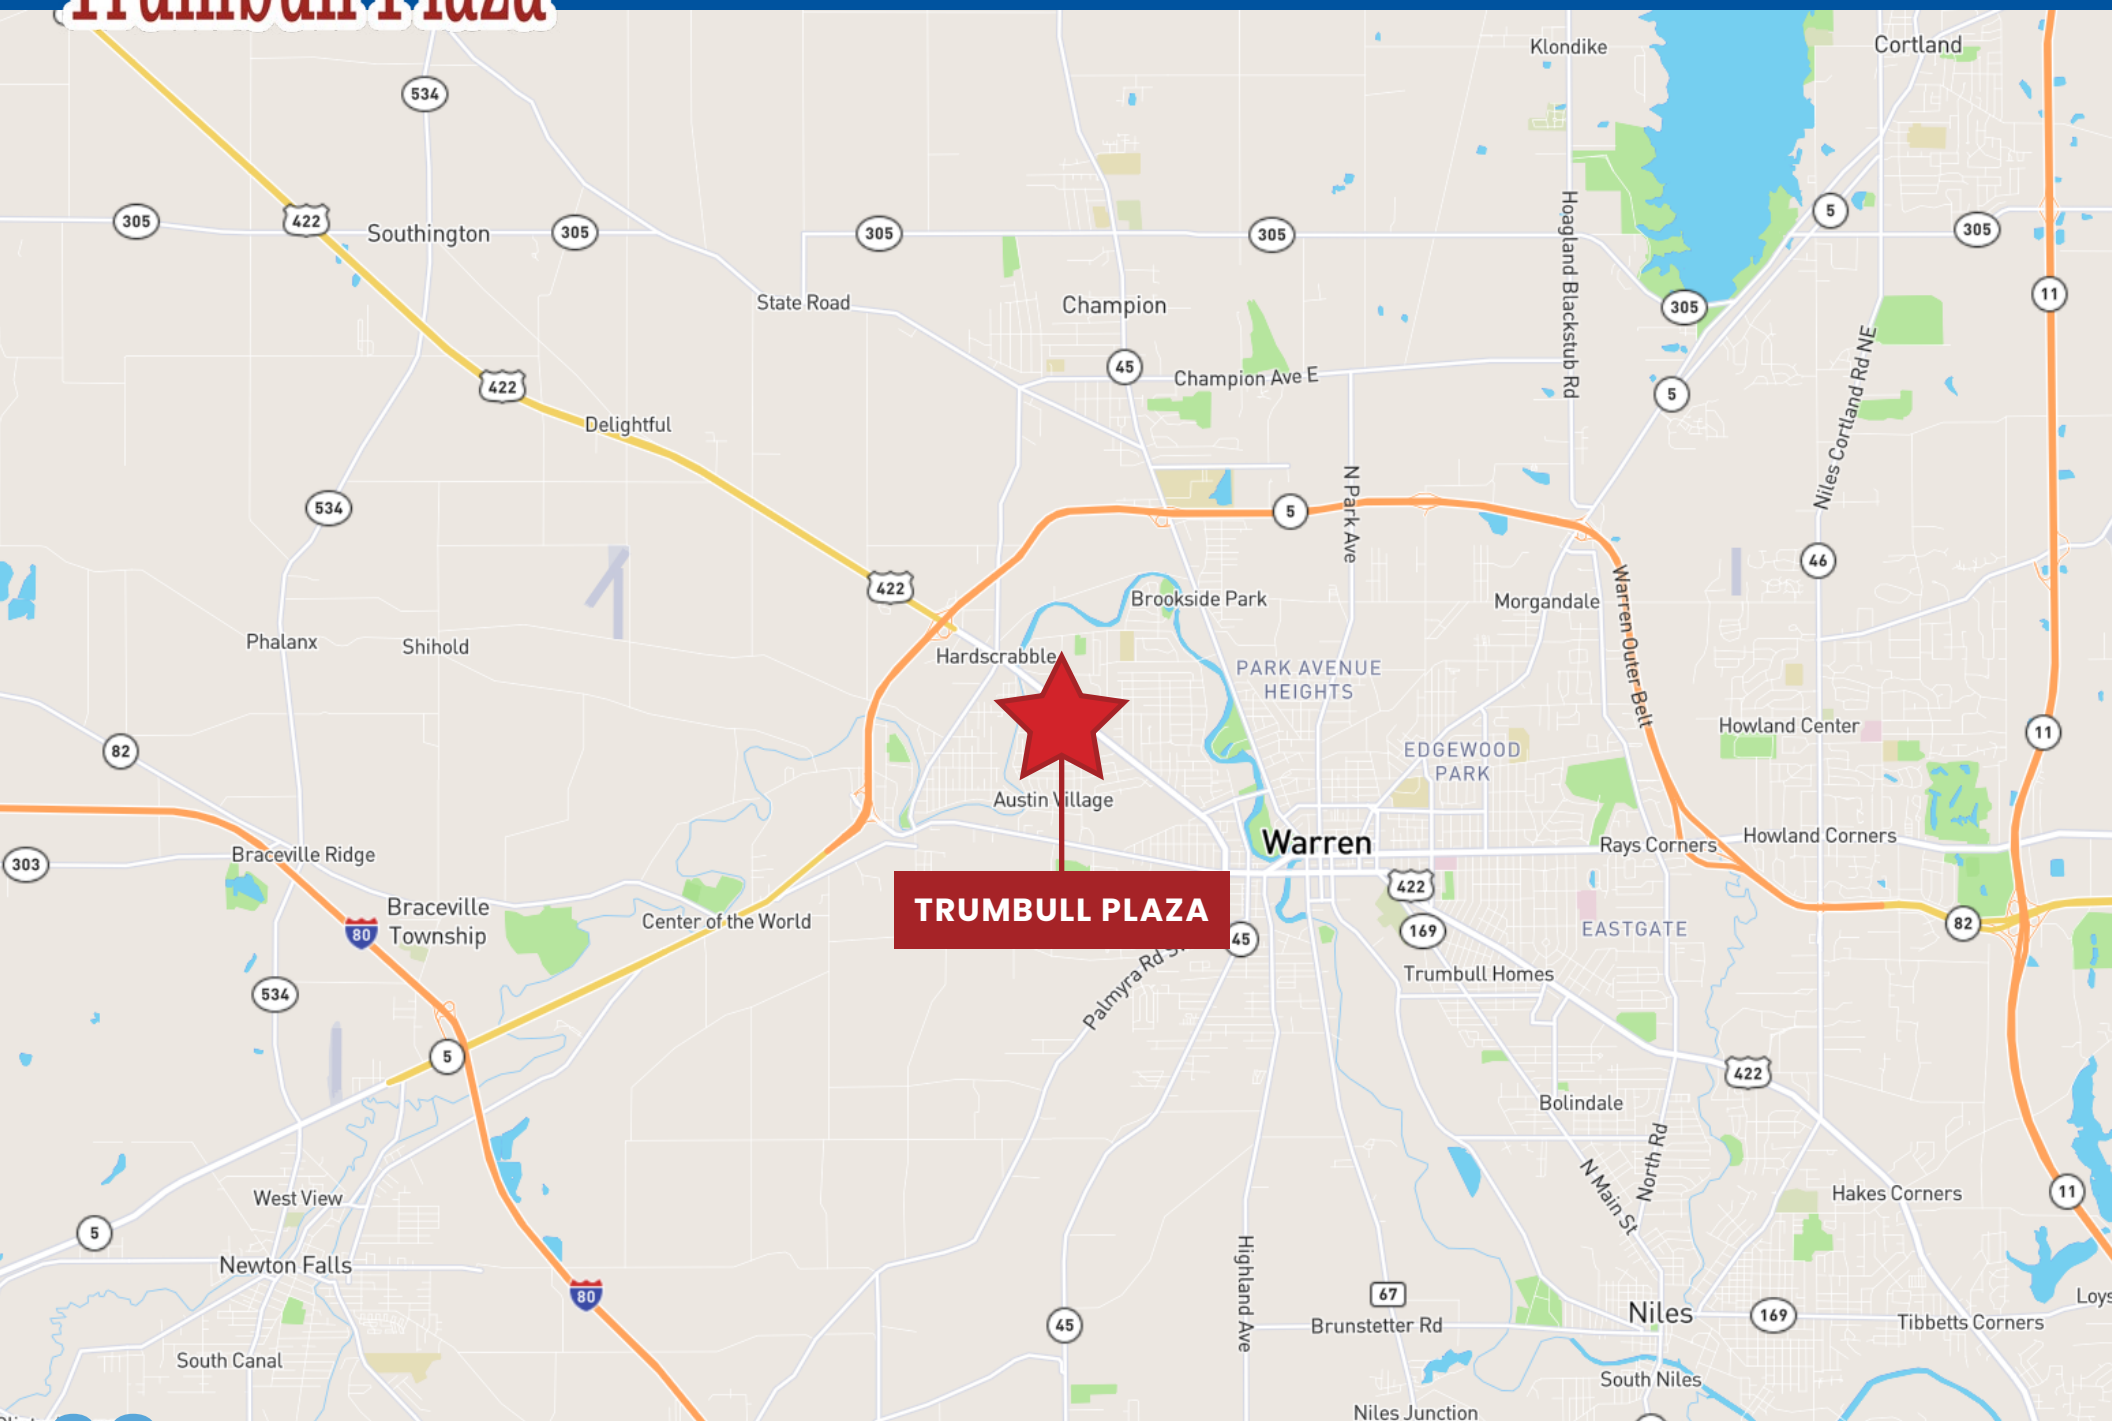 Trumbull Plaza
Klondike
Cortland
534
5
305
422
Southington
305
305
305
305
Hoagland Blackstub Rd
11
State Road
Champion
305
45
Champion Ave E
422
5
Niles Cortland Rd NE
Delightful
534
5
N Park Ave
46
422
Brookside Park
Morgandale
Warren Outer Belt
Phalanx
Shihold
Hardscrabble
PARK AVENUE
HEIGHTS
82
Howland Center
11
EDGEWOOD
PARK
Austin Village
Warren
Rays Corners
Howland Corners
303
Braceville Ridge
422
Braceville
Township
80
Center of the World
TRUMBULL PLAZA
45
169
EASTGATE
82
Palmyra Rd
Trumbull Homes
534
5
422
Bolindale
North Rd
N Main St
West View
Hakes Corners
11
5
Newton Falls
Highland Ave
80
67
45
Brunstetter Rd
Niles
169
Tibbetts Corners
South Canal
South Niles
Niles Junction